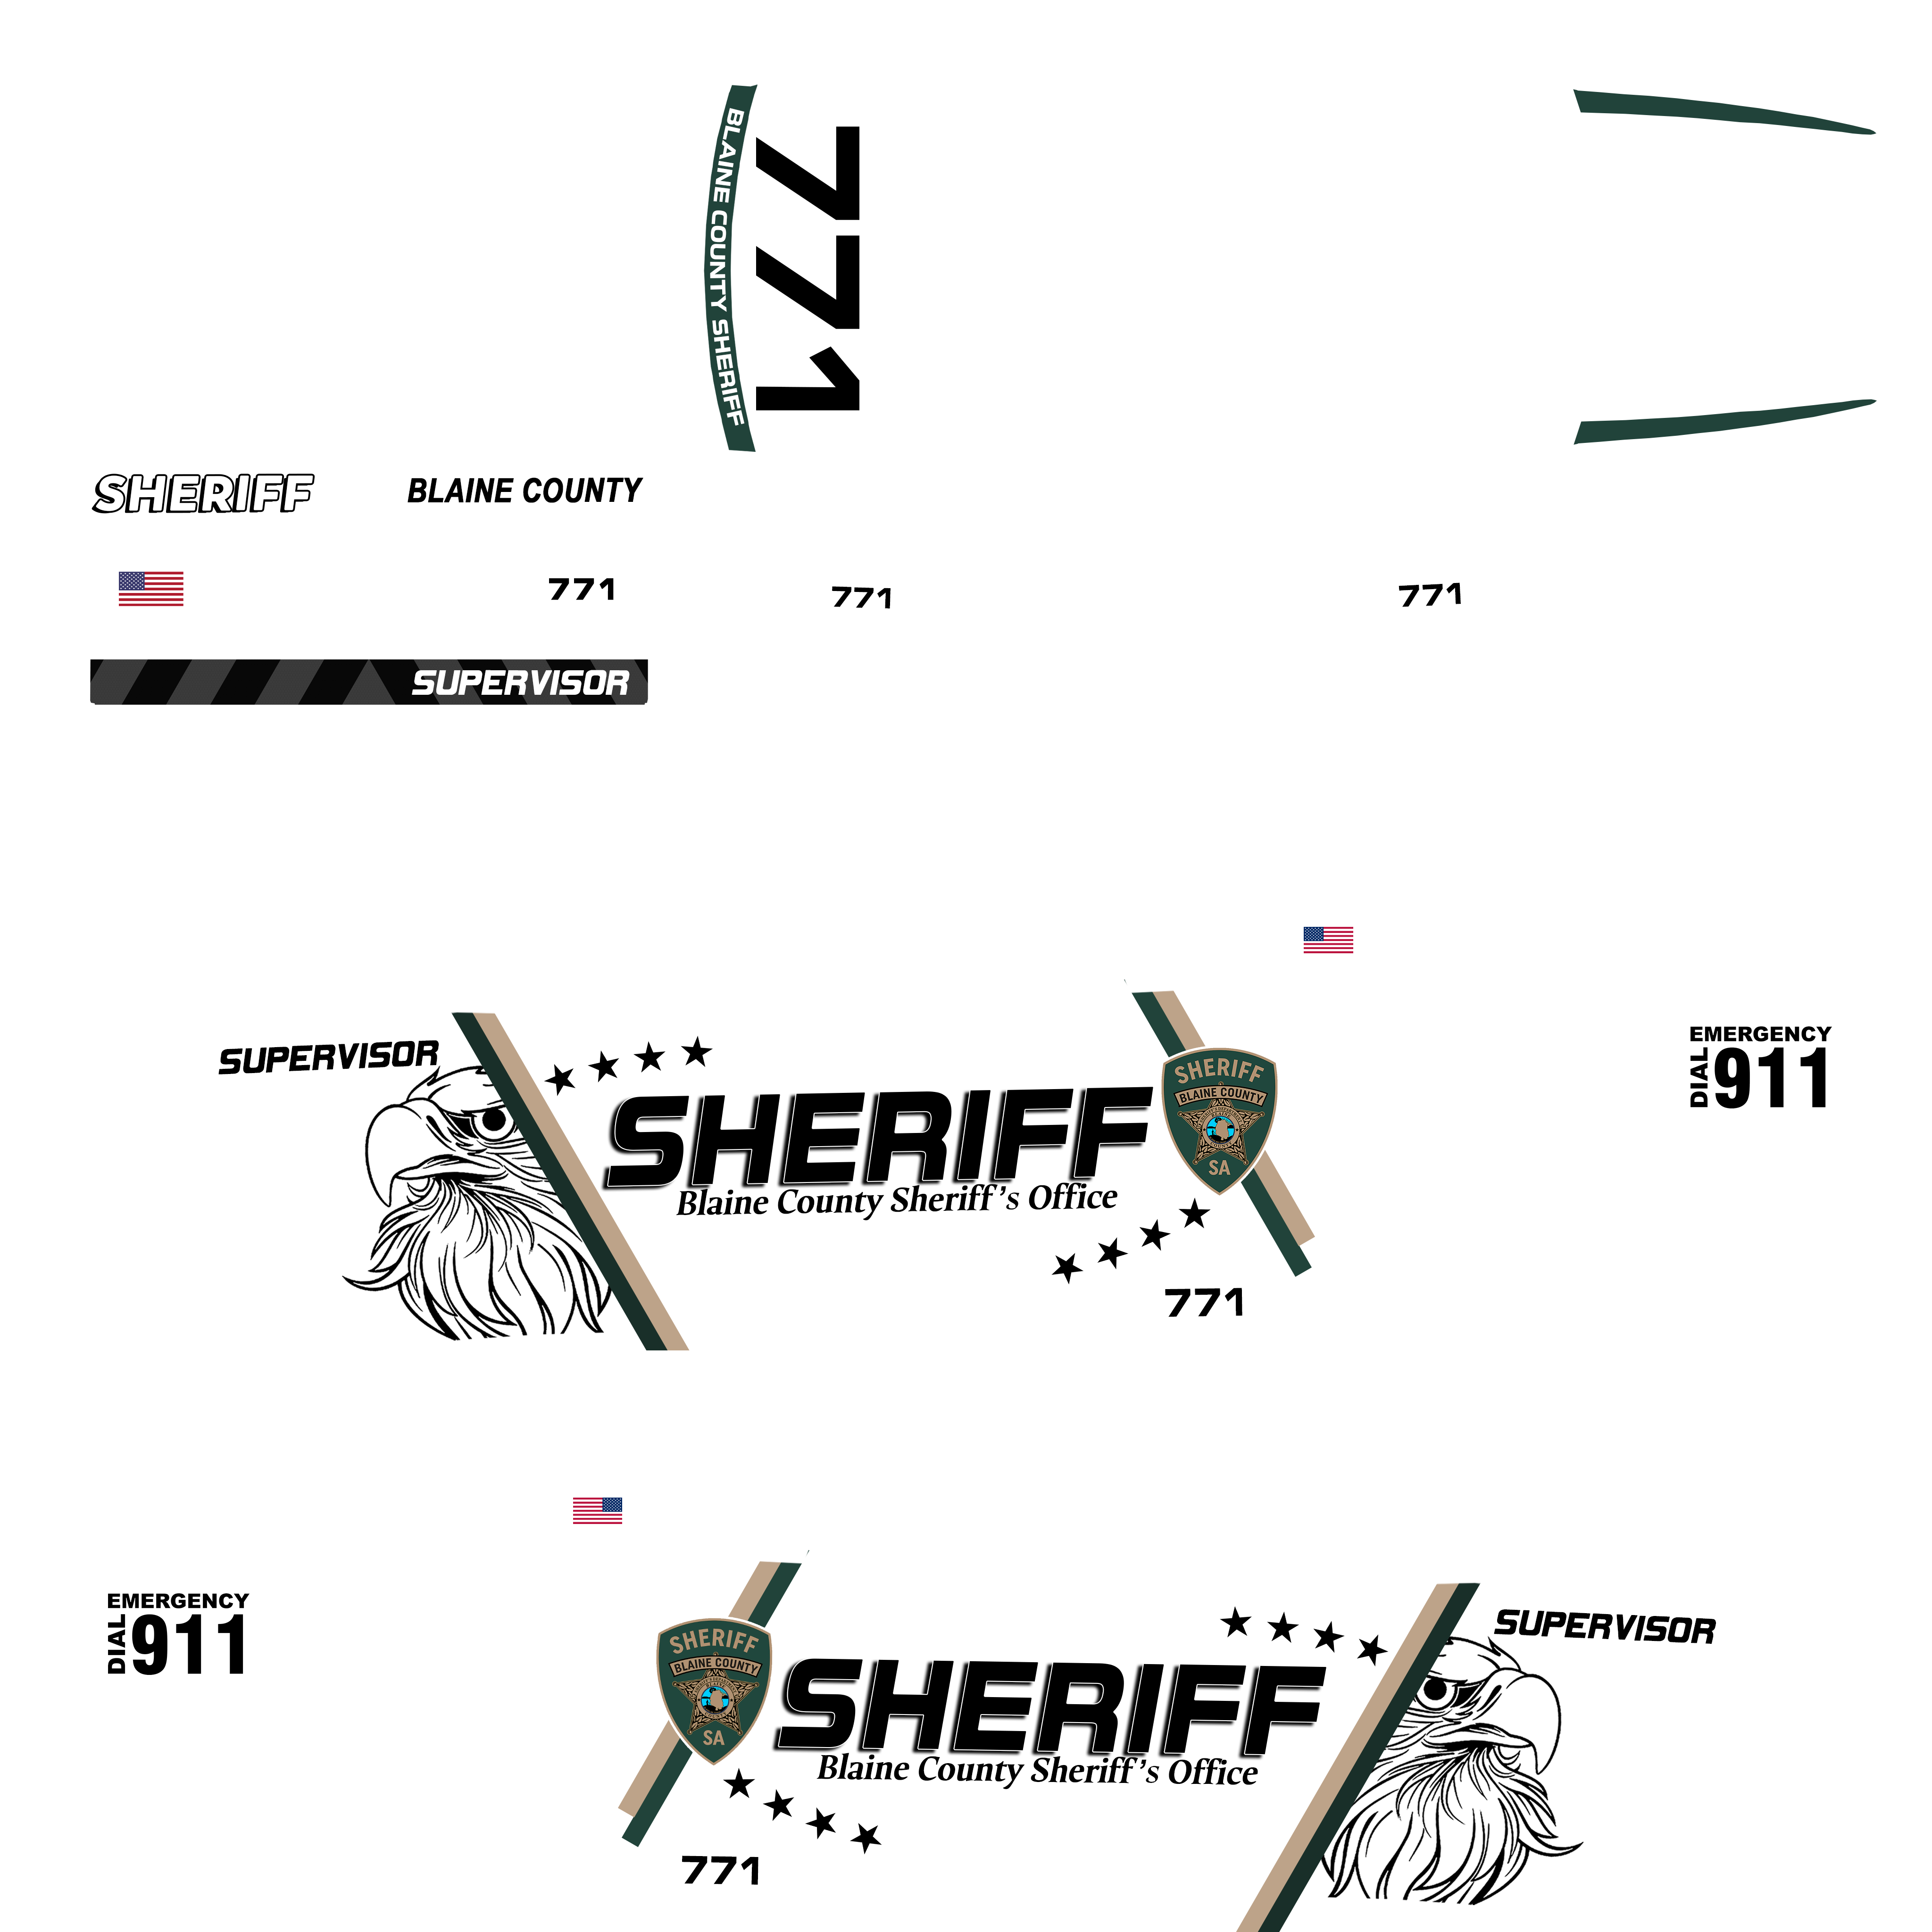 BLAINE COUNTY SHERIFF
771
SHERIFF
BLAINE COUNTY
771
771
771
SUPERVISOR
EMERGENCY
DIAL
911
SUPERVISOR
SHERIFF
Blaine County Sheriff's Office
SHERIFF
BLAINE COUNTY
SA
771
EMERGENCY
DIAL
911
SHERIFF
BLAINE COUNTY
SA
SHERIFF
Blaine County Sheriff's Office
SUPERVISOR
771